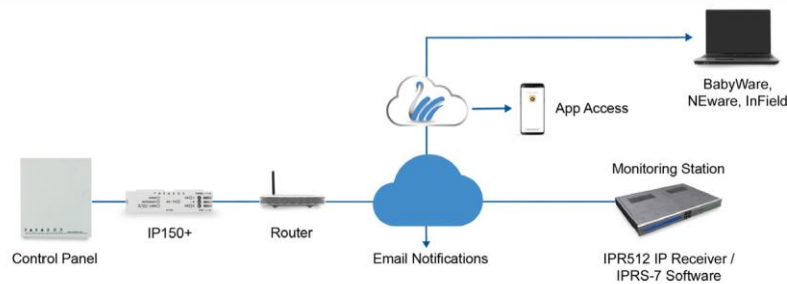 BabyWare,
NEware, InField
App Access
Monitoring Station
PARADOX
IP150+
Router
Control Panel
Email Notifications
IPR512 IP Receiver /
IPRS-7 Software